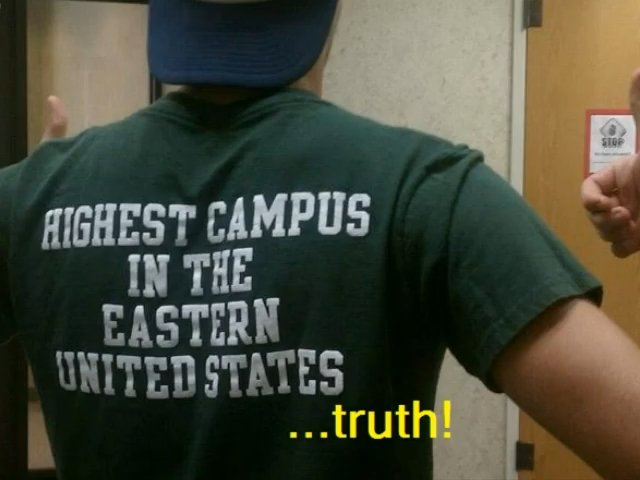 STOP
HIGHEST CAMPUS
IN THE
EASTERN
UNITED STATES
...truth!